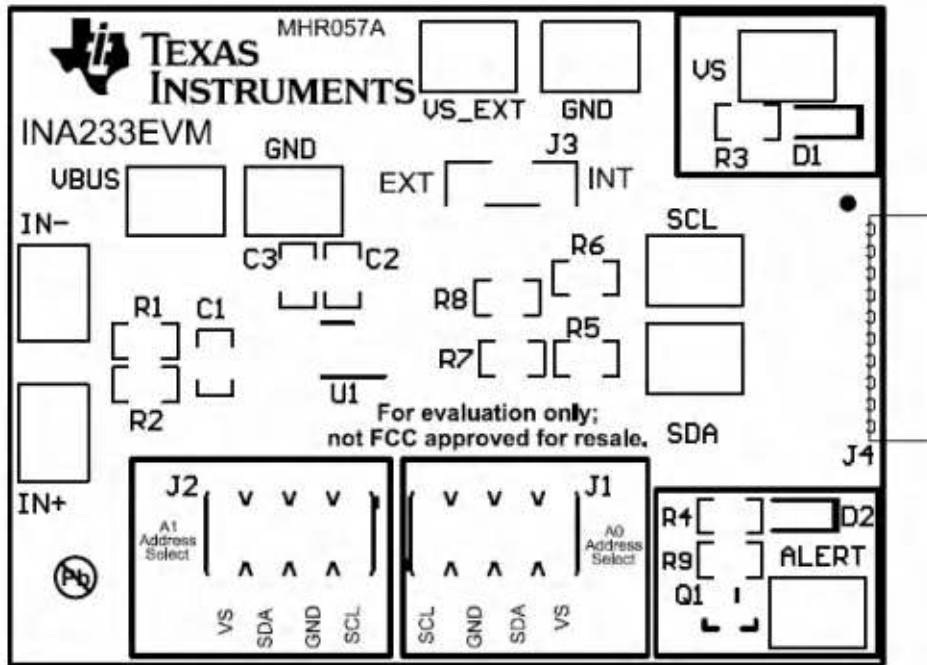 MHR057A
TEXAS
INSTRUMENTS
INA233EVM
VS_EXT
GND
VS
R3
D1
J3
EXT
INT
VBUS
GND
IN-
C3
C2
SCL
R6
R8
R1
C1
R7
R5
R2
U1
For evaluation only;
not FCC approved for resale.
SDA
J4
IN+
J2
A1
Address
Select
VS
SDA
GND
SCL
J1
A0
Address
Select
SCL
GND
SDA
VS
R4
D2
R9
ALERT
Q1
Pb